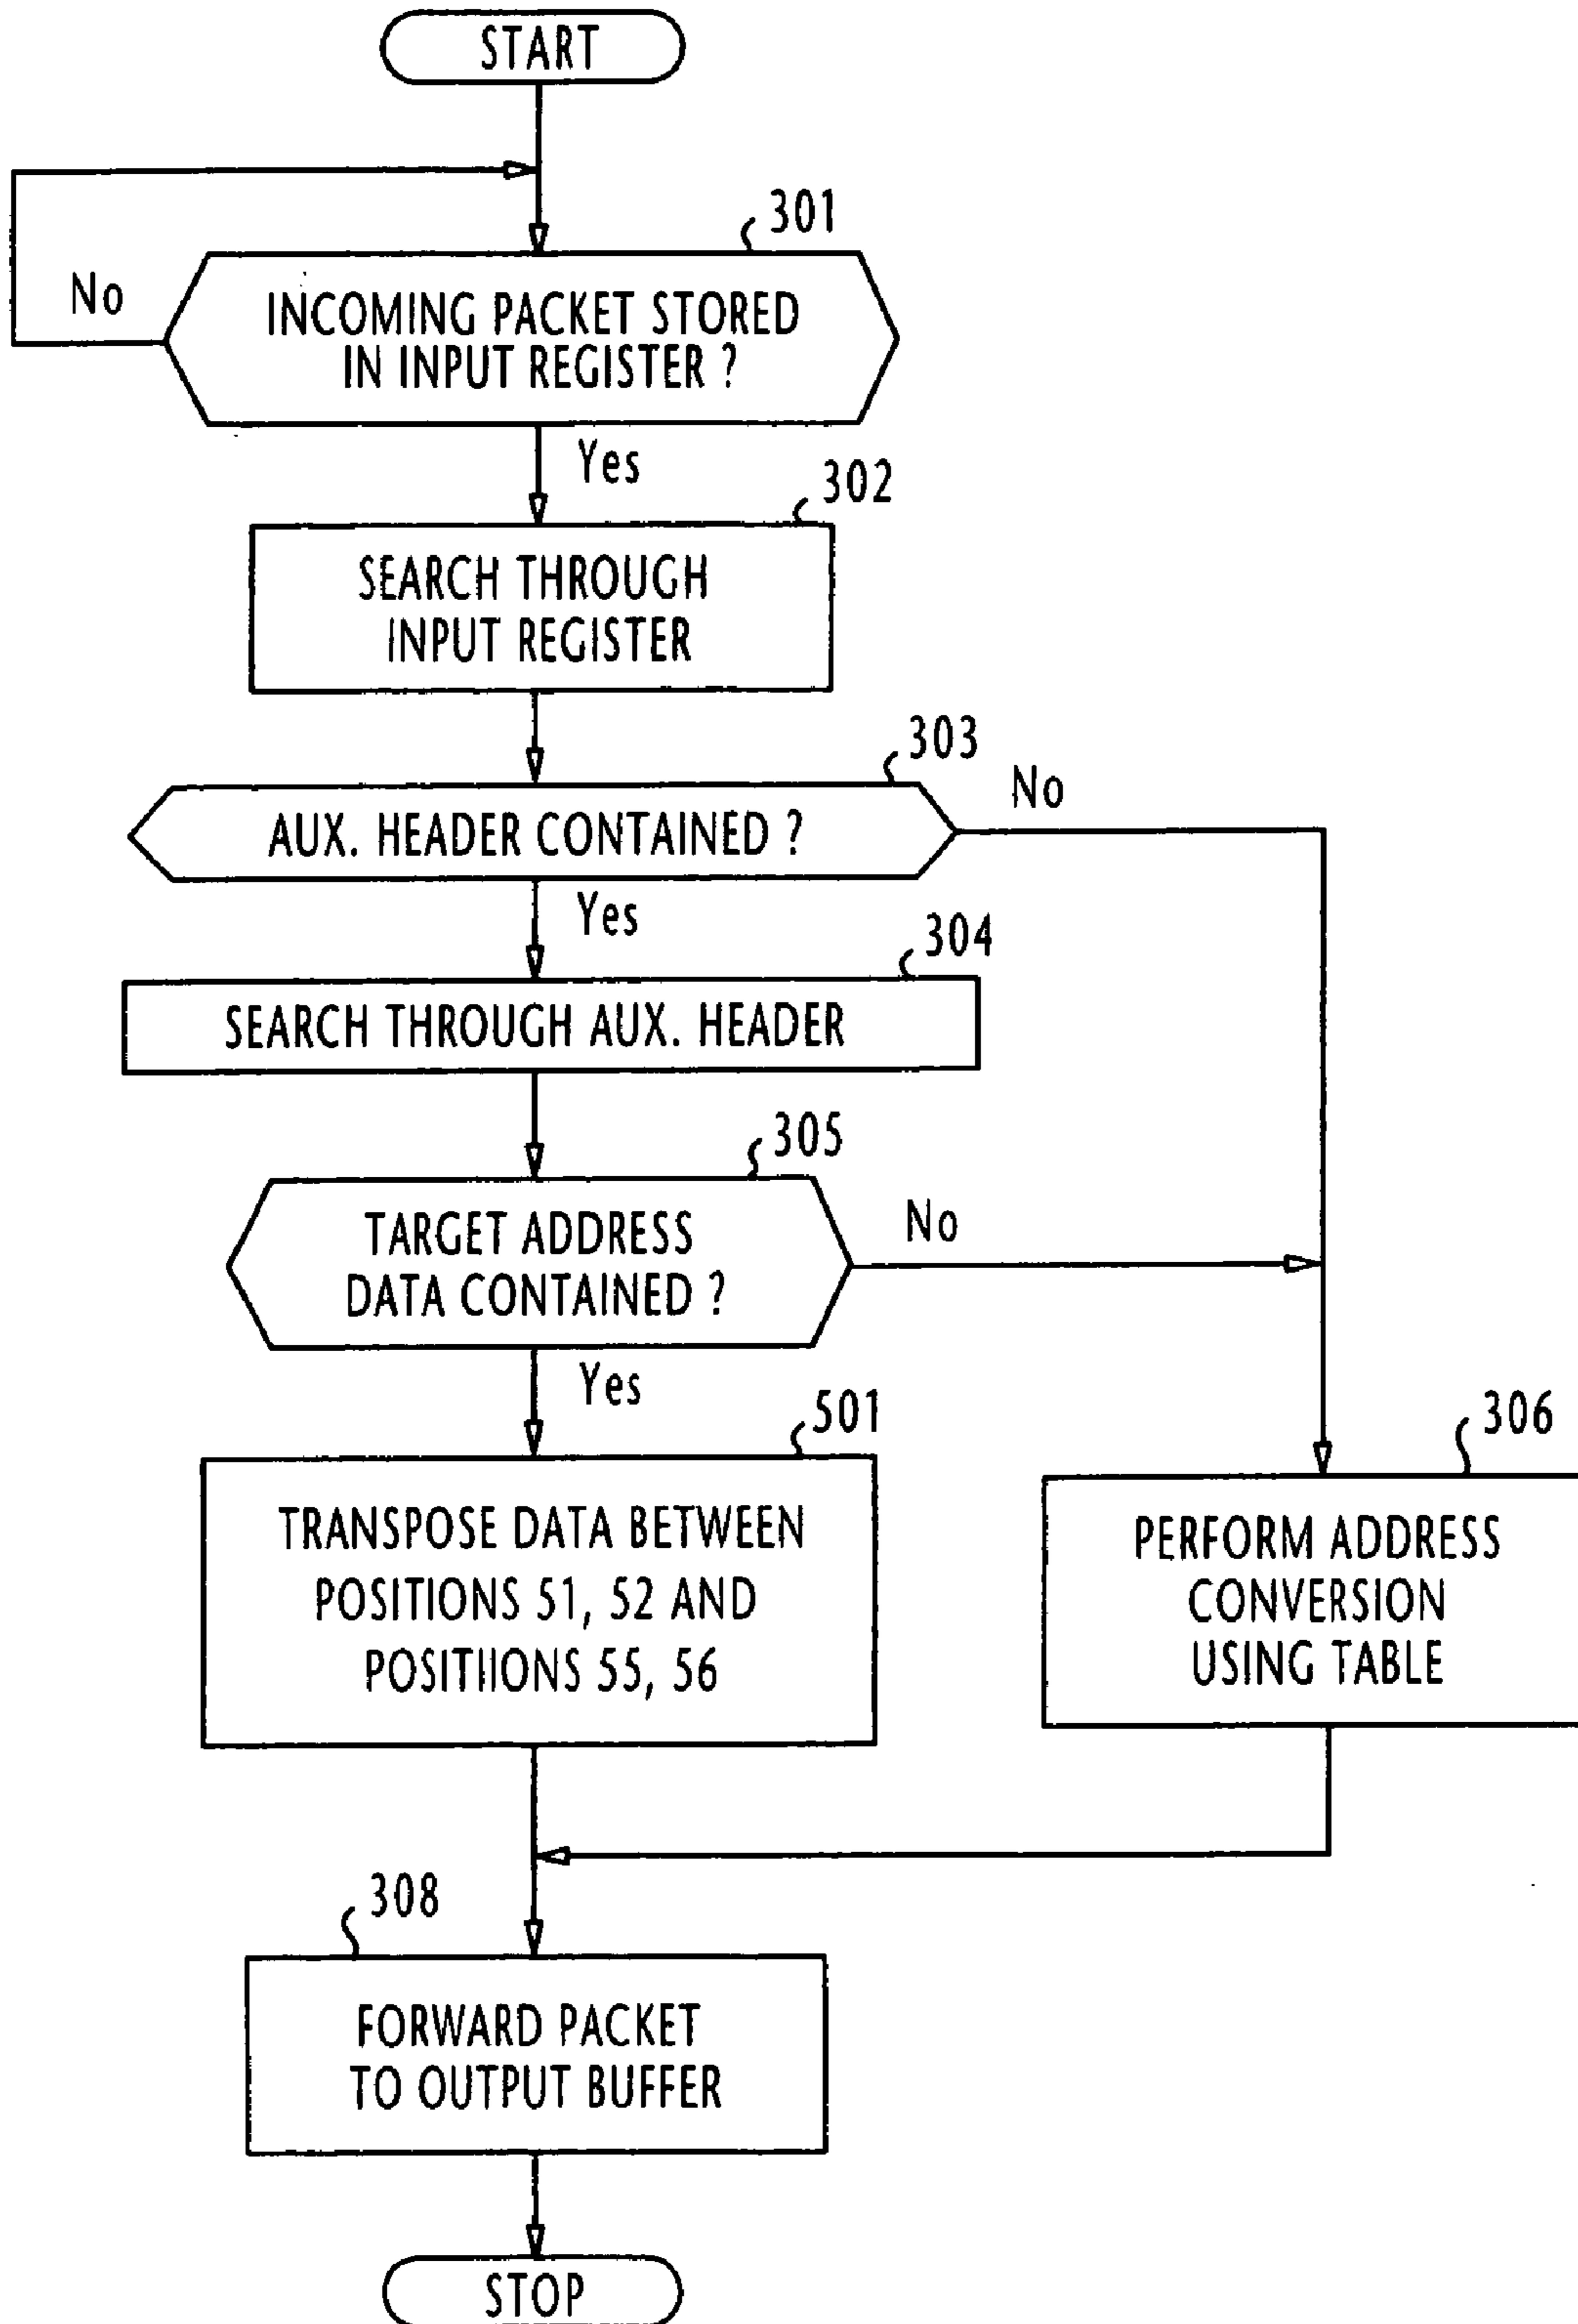 START
301
No
INCOMING PACKET STORED
IN INPUT REGISTER ?
Yes
302
SEARCH THROUGH
INPUT REGISTER
303
No
AUX. HEADER CONTAINED ?
Yes
304
SEARCH THROUGH AUX. HEADER
305
TARGET ADDRESS
DATA CONTAINED ?
No
Yes
501
306
TRANSPOSE DATA BETWEEN
POSITIONS 51, 52 AND
POSITIIONS 55, 56
PERFORM ADDRESS
CONVERSION
USING TABLE
308
FORWARD PACKET
TO OUTPUT BUFFER
STOP